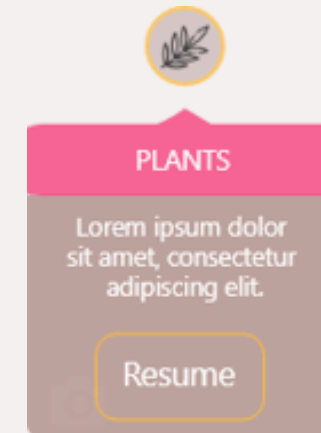 PLANTS
Lorem ipsum dolor
sit amet, consectetur
adipiscing elit.
Resume